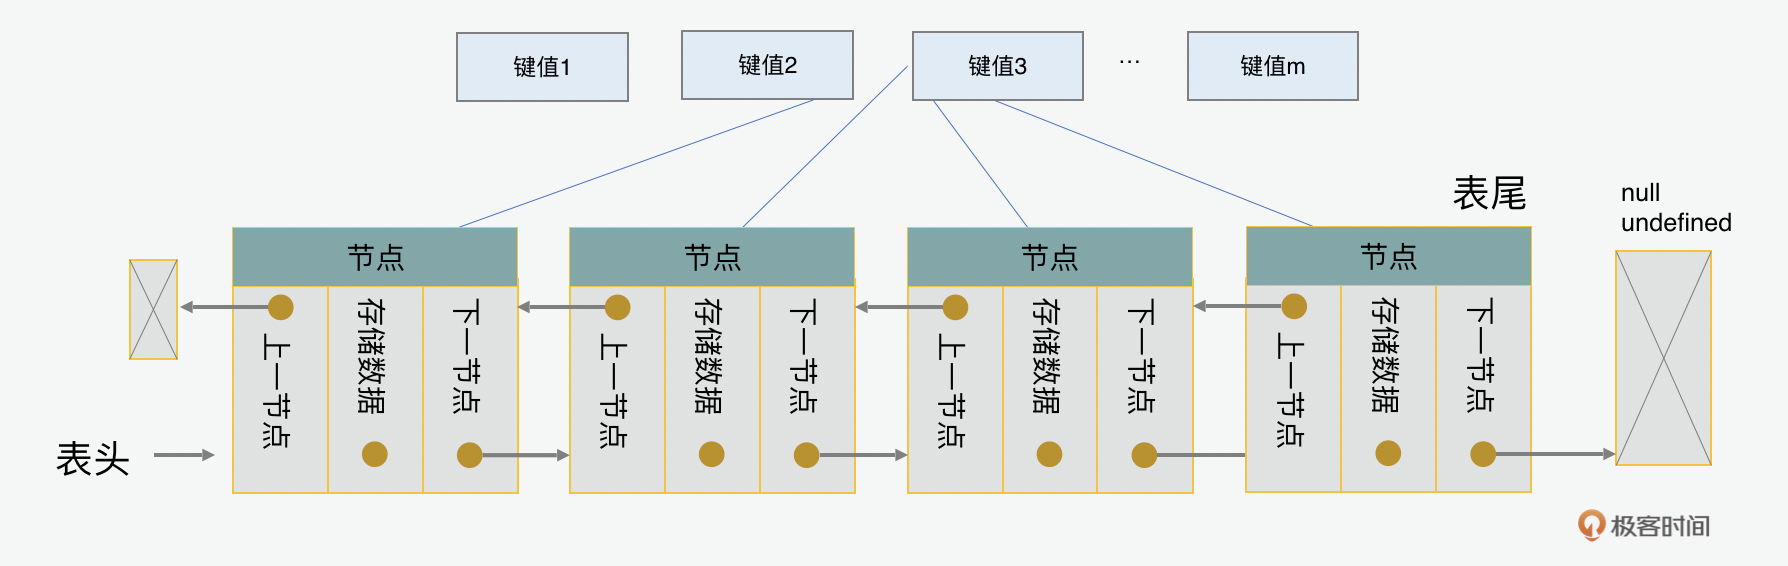 键值1
键值2
键值3
…
键值m
表尾
null
undefined
节点
节点
节点
节点
上一节点
存储数据
下一节点
上一节点
存储数据
下一节点
上一节点
存储数据
下一节点
上一节点
存储数据
下一节点
表头
极客时间